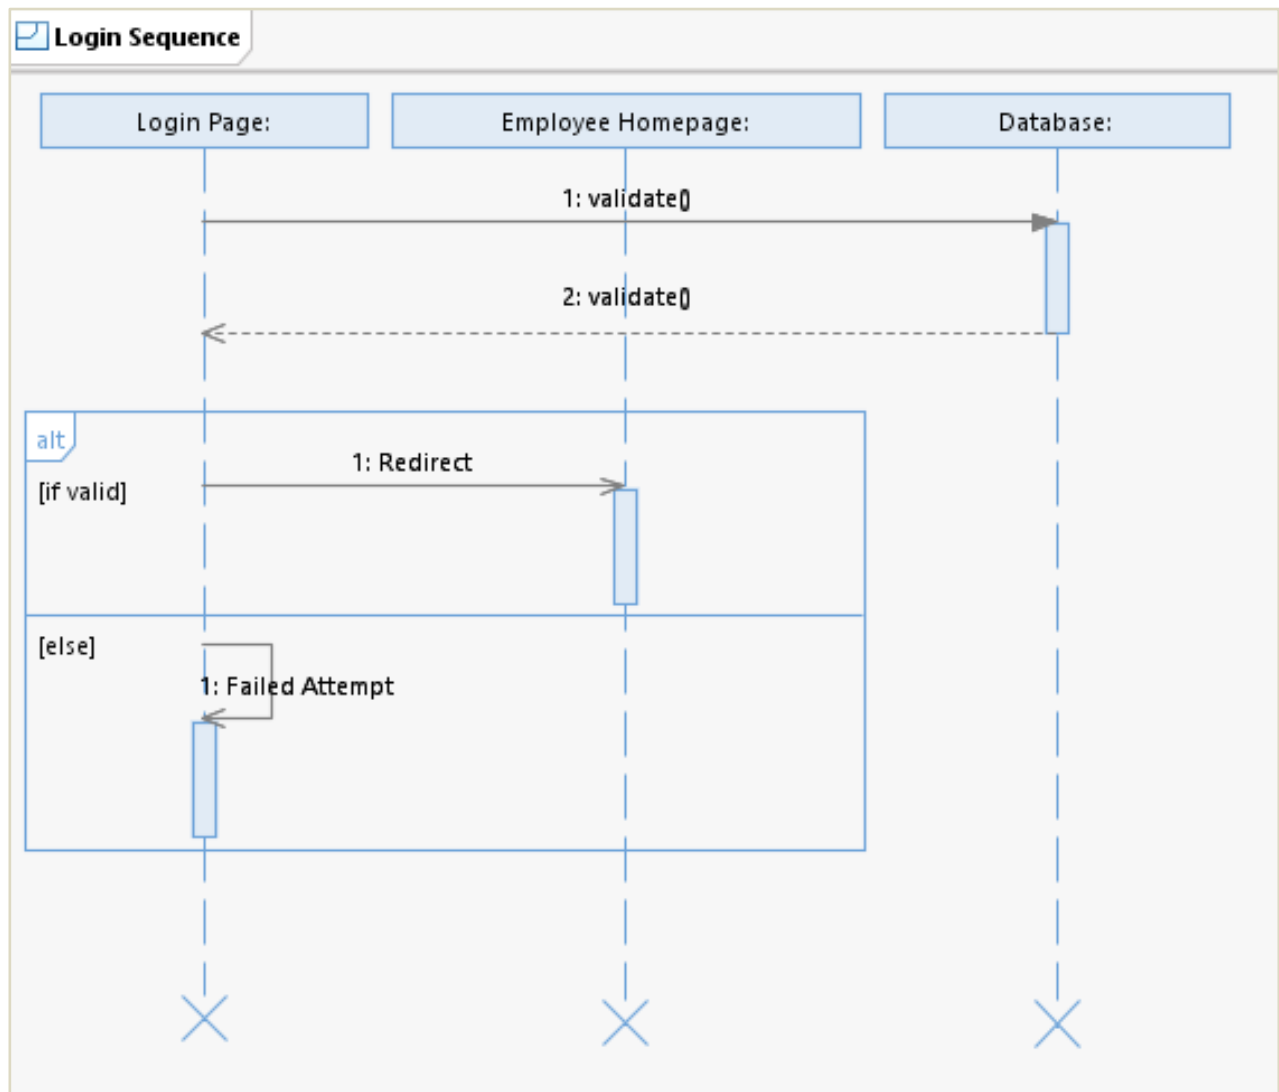 Login Sequence
Login Page:
Employee Homepage:
Database:
1: validate()
2: validate()
alt
1: Redirect
[if valid]
[else]
1: Failed Attempt